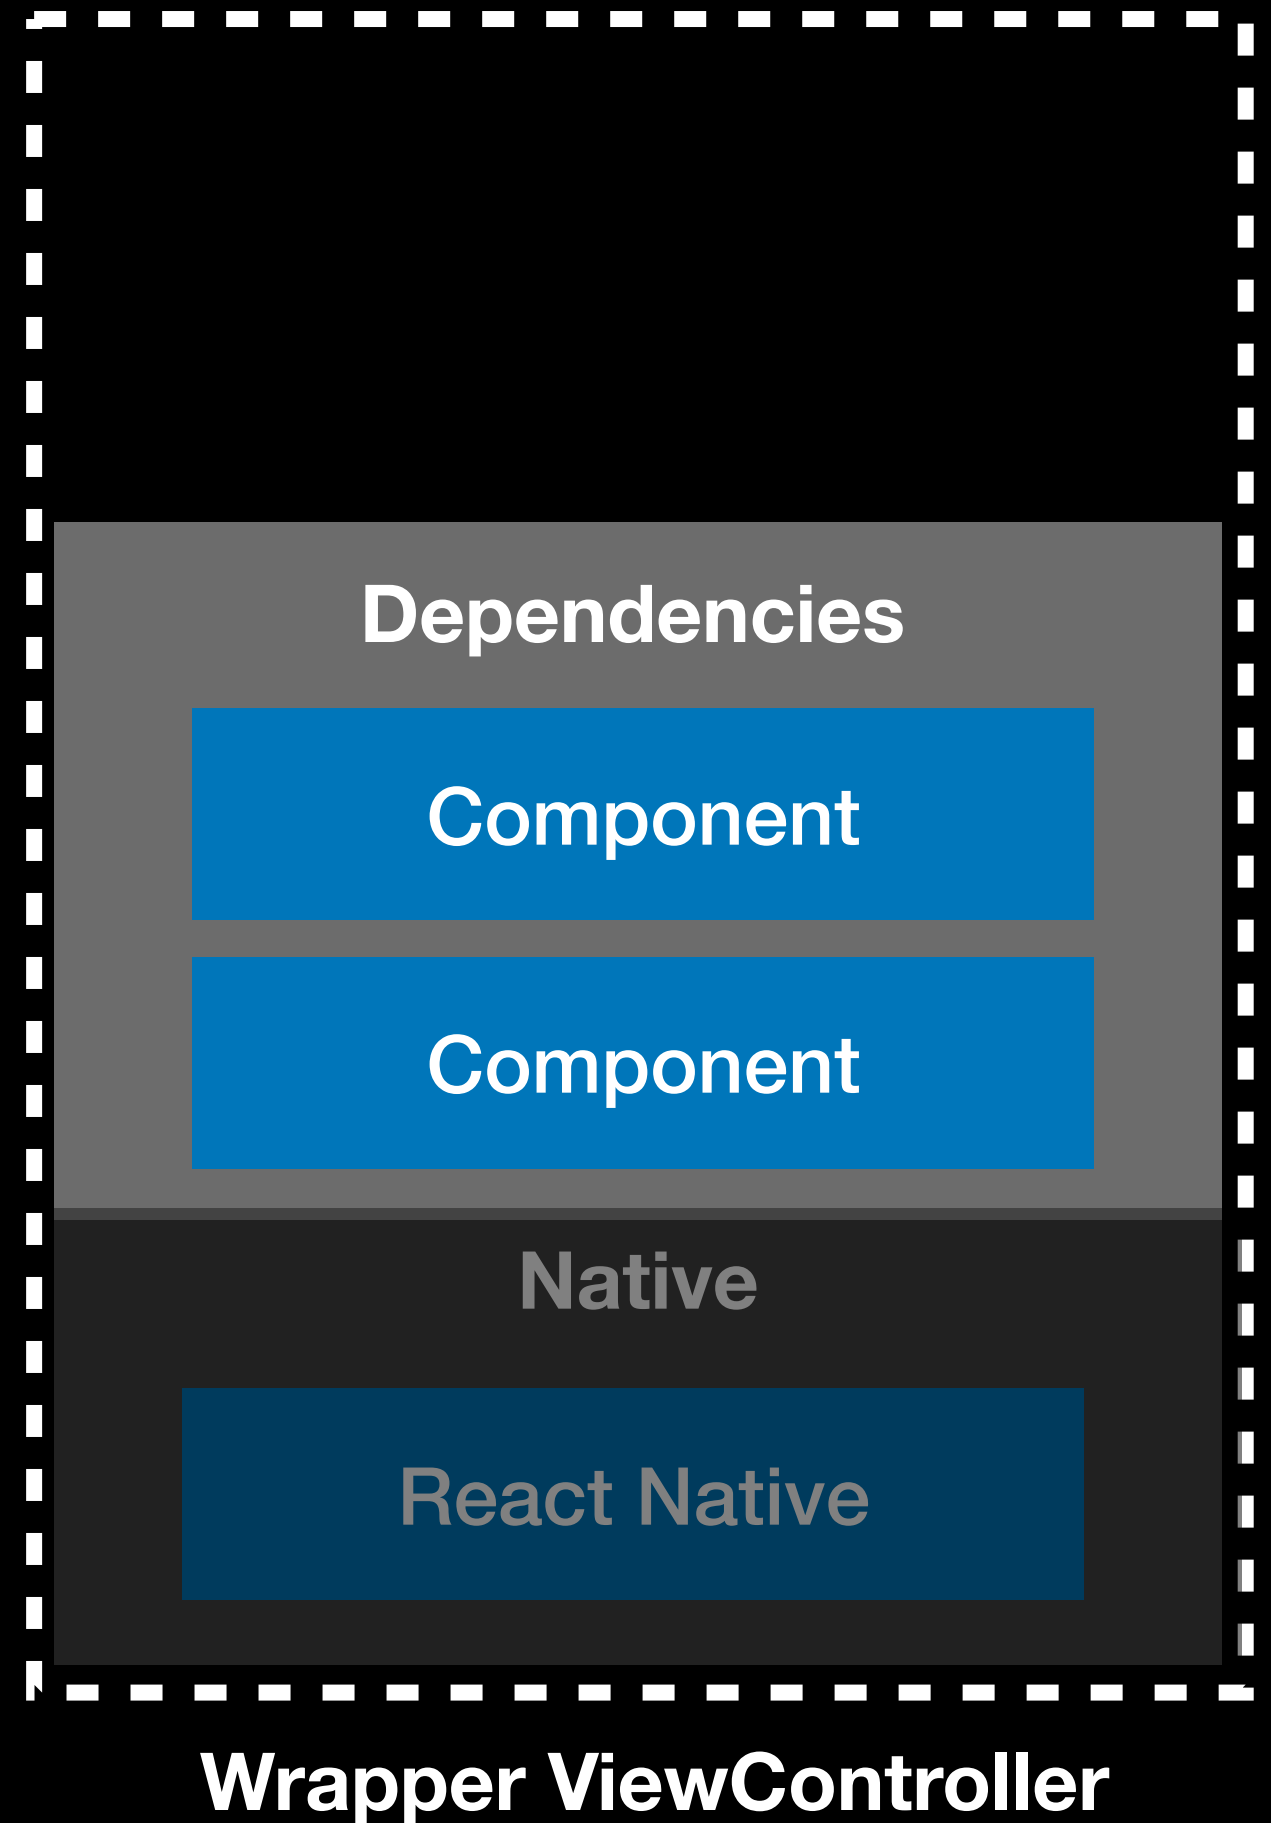 Dependencies
Component
Component
Native
React Native
Wrapper ViewController